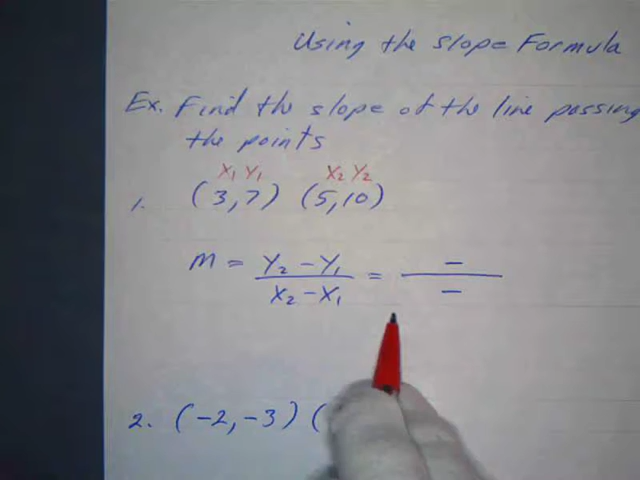 Using the Slope Formula
Ex. Find the slope of the line passing
the points
X₁ Y₁ X₂ Y₂
1. (3,7) (5,10)
m = Y₂ - Y₁ / X₂ - X₁ = - / -
2. (-2,-3) (